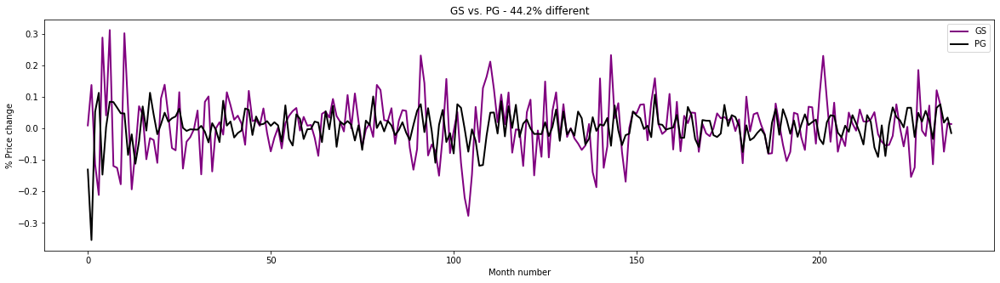 GS vs. PG - 44.2% different
GS
PG
% Price change
0.3
0.2
0.1
0.0
−0.1
−0.2
−0.3
0
50
100
150
200
Month number